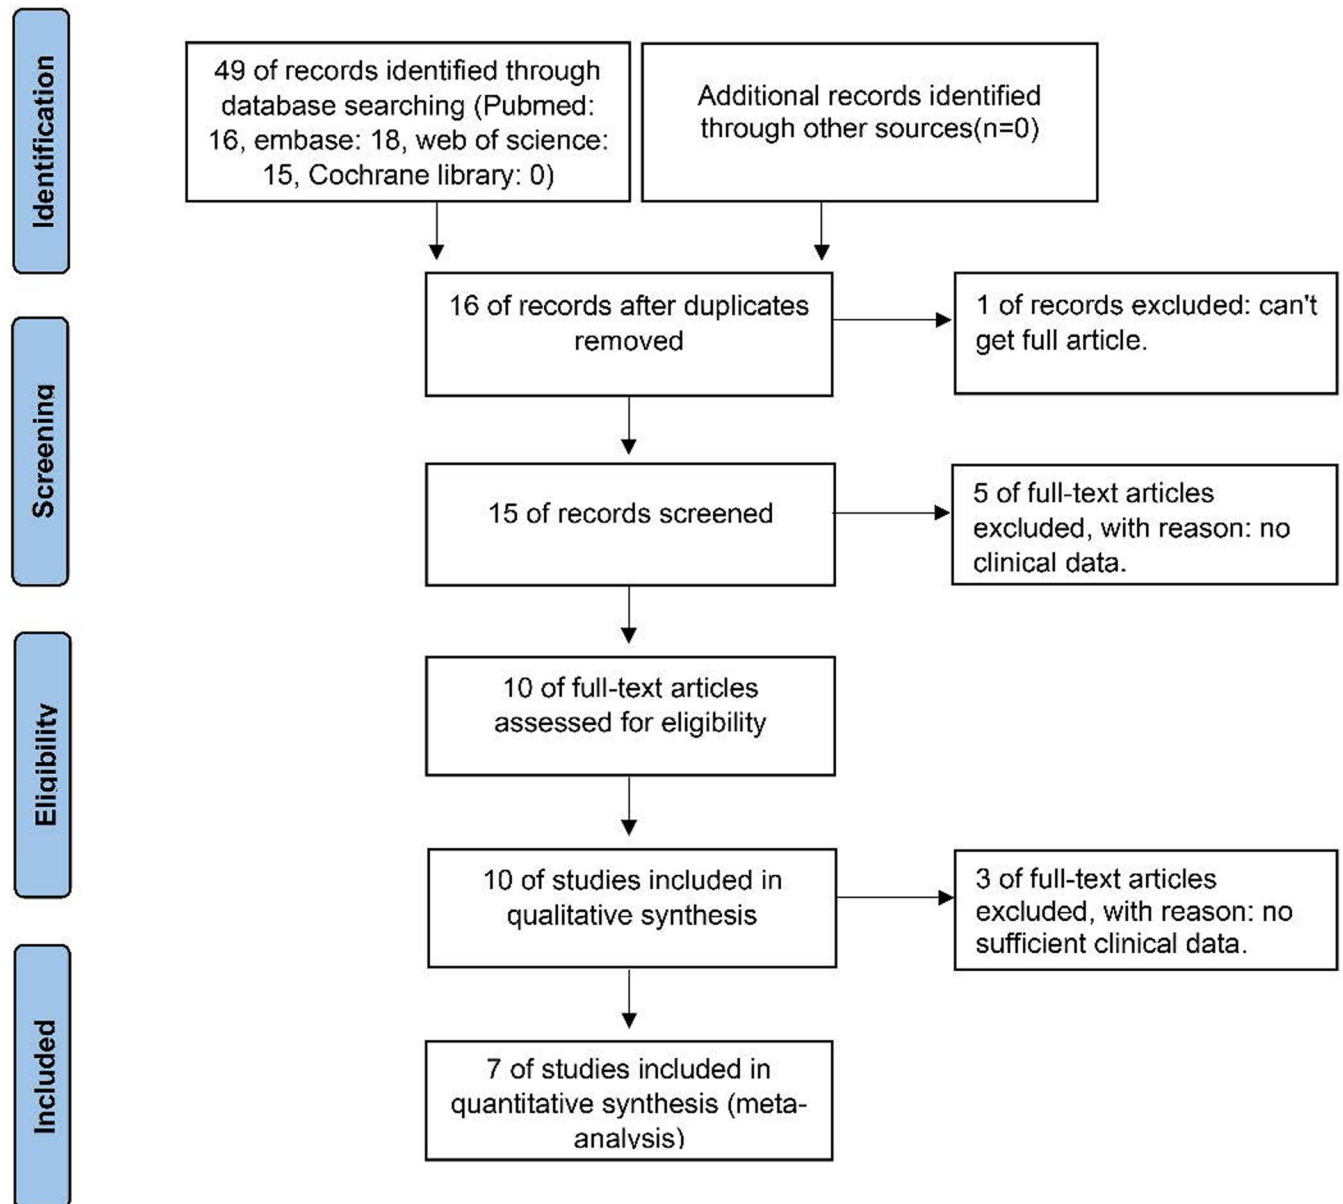 Identification
49 of records identified through
database searching (Pubmed:
16, embase: 18, web of science:
15, Cochrane library: 0)
Additional records identified
through other sources(n=0)
16 of records after duplicates
removed
1 of records excluded: can't
get full article.
Screening
15 of records screened
5 of full-text articles
excluded, with reason: no
clinical data.
Eligibility
10 of full-text articles
assessed for eligibility
10 of studies included in
qualitative synthesis
3 of full-text articles
excluded, with reason: no
sufficient clinical data.
Included
7 of studies included in
quantitative synthesis (meta-
analysis)